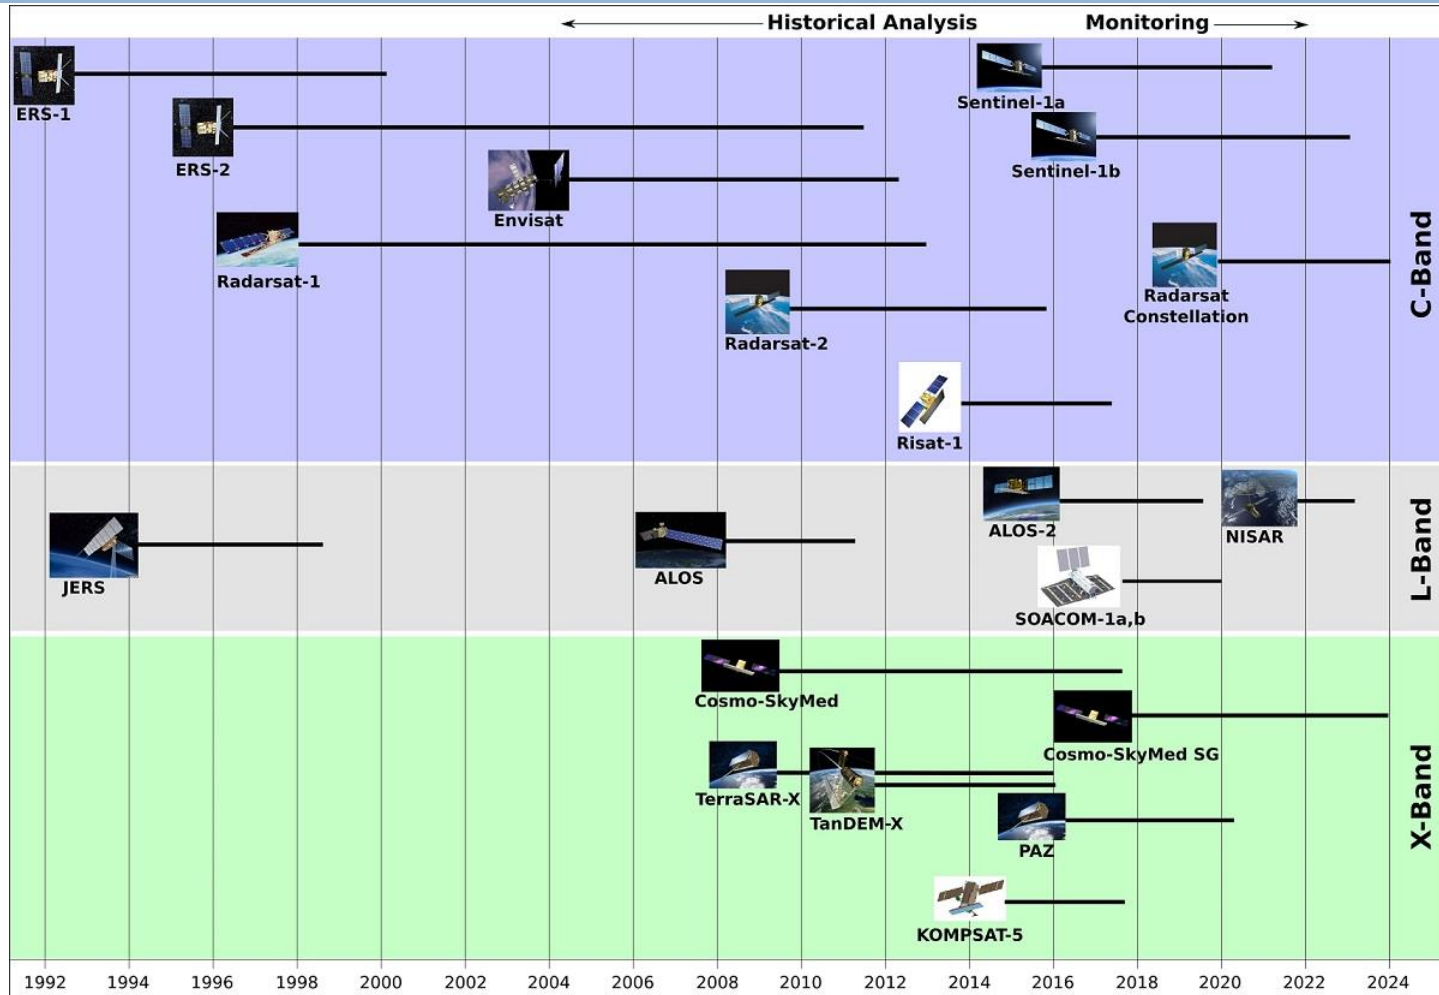 Historical Analysis
Monitoring
ERS-1
ERS-2
Envisat
Radarsat-1
Radarsat-2
Risat-1
Sentinel-1a
Sentinel-1b
Radarsat
Constellation
C-Band
JERS
ALOS
ALOS-2
SOACOM-1a,b
NISAR
L-Band
Cosmo-SkyMed
Cosmo-SkyMed SG
TerraSAR-X
TanDEM-X
PAZ
KOMPSAT-5
X-Band
1992 1994 1996 1998 2000 2002 2004 2006 2008 2010 2012 2014 2016 2018 2020 2022 2024